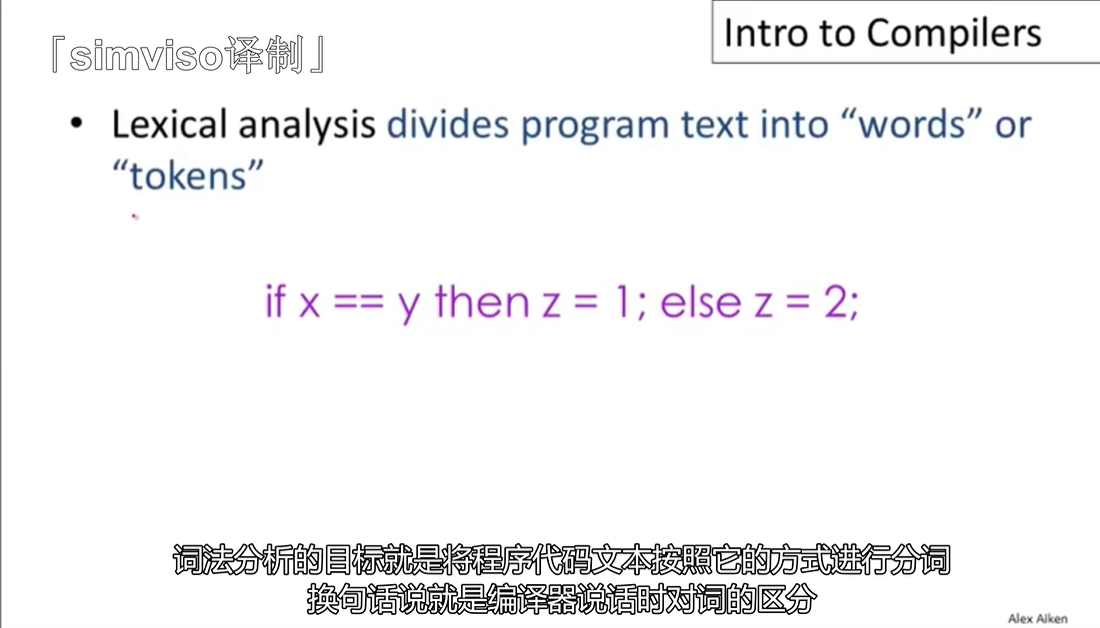 「simviso译制」
Intro to Compilers
• Lexical analysis divides program text into “words” or
“tokens”
if x == y then z = 1; else z = 2;
词法分析的目标就是将程序代码文本按照它的方式进行分词
换句话说就是编译器说话时对词的区分
Alex Aiken